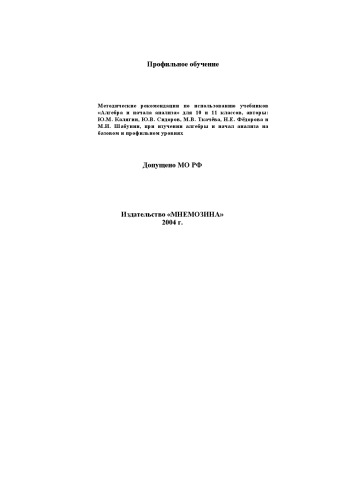 Профильное обучение
Методические рекомендации по использованию учебников
«Алгебра и начала анализа» для 10 и 11 классов, авторы:
Ю.М. Колягин, Ю.В. Сидоров, М.В. Ткачёва, Н.Е. Фёдорова и
М.И. Шабунин, при изучении алгебры и начал анализа на
базовом и профильном уровнях
Допущено МО РФ
Издательство «МНЕМОЗИНА»
2004 г.